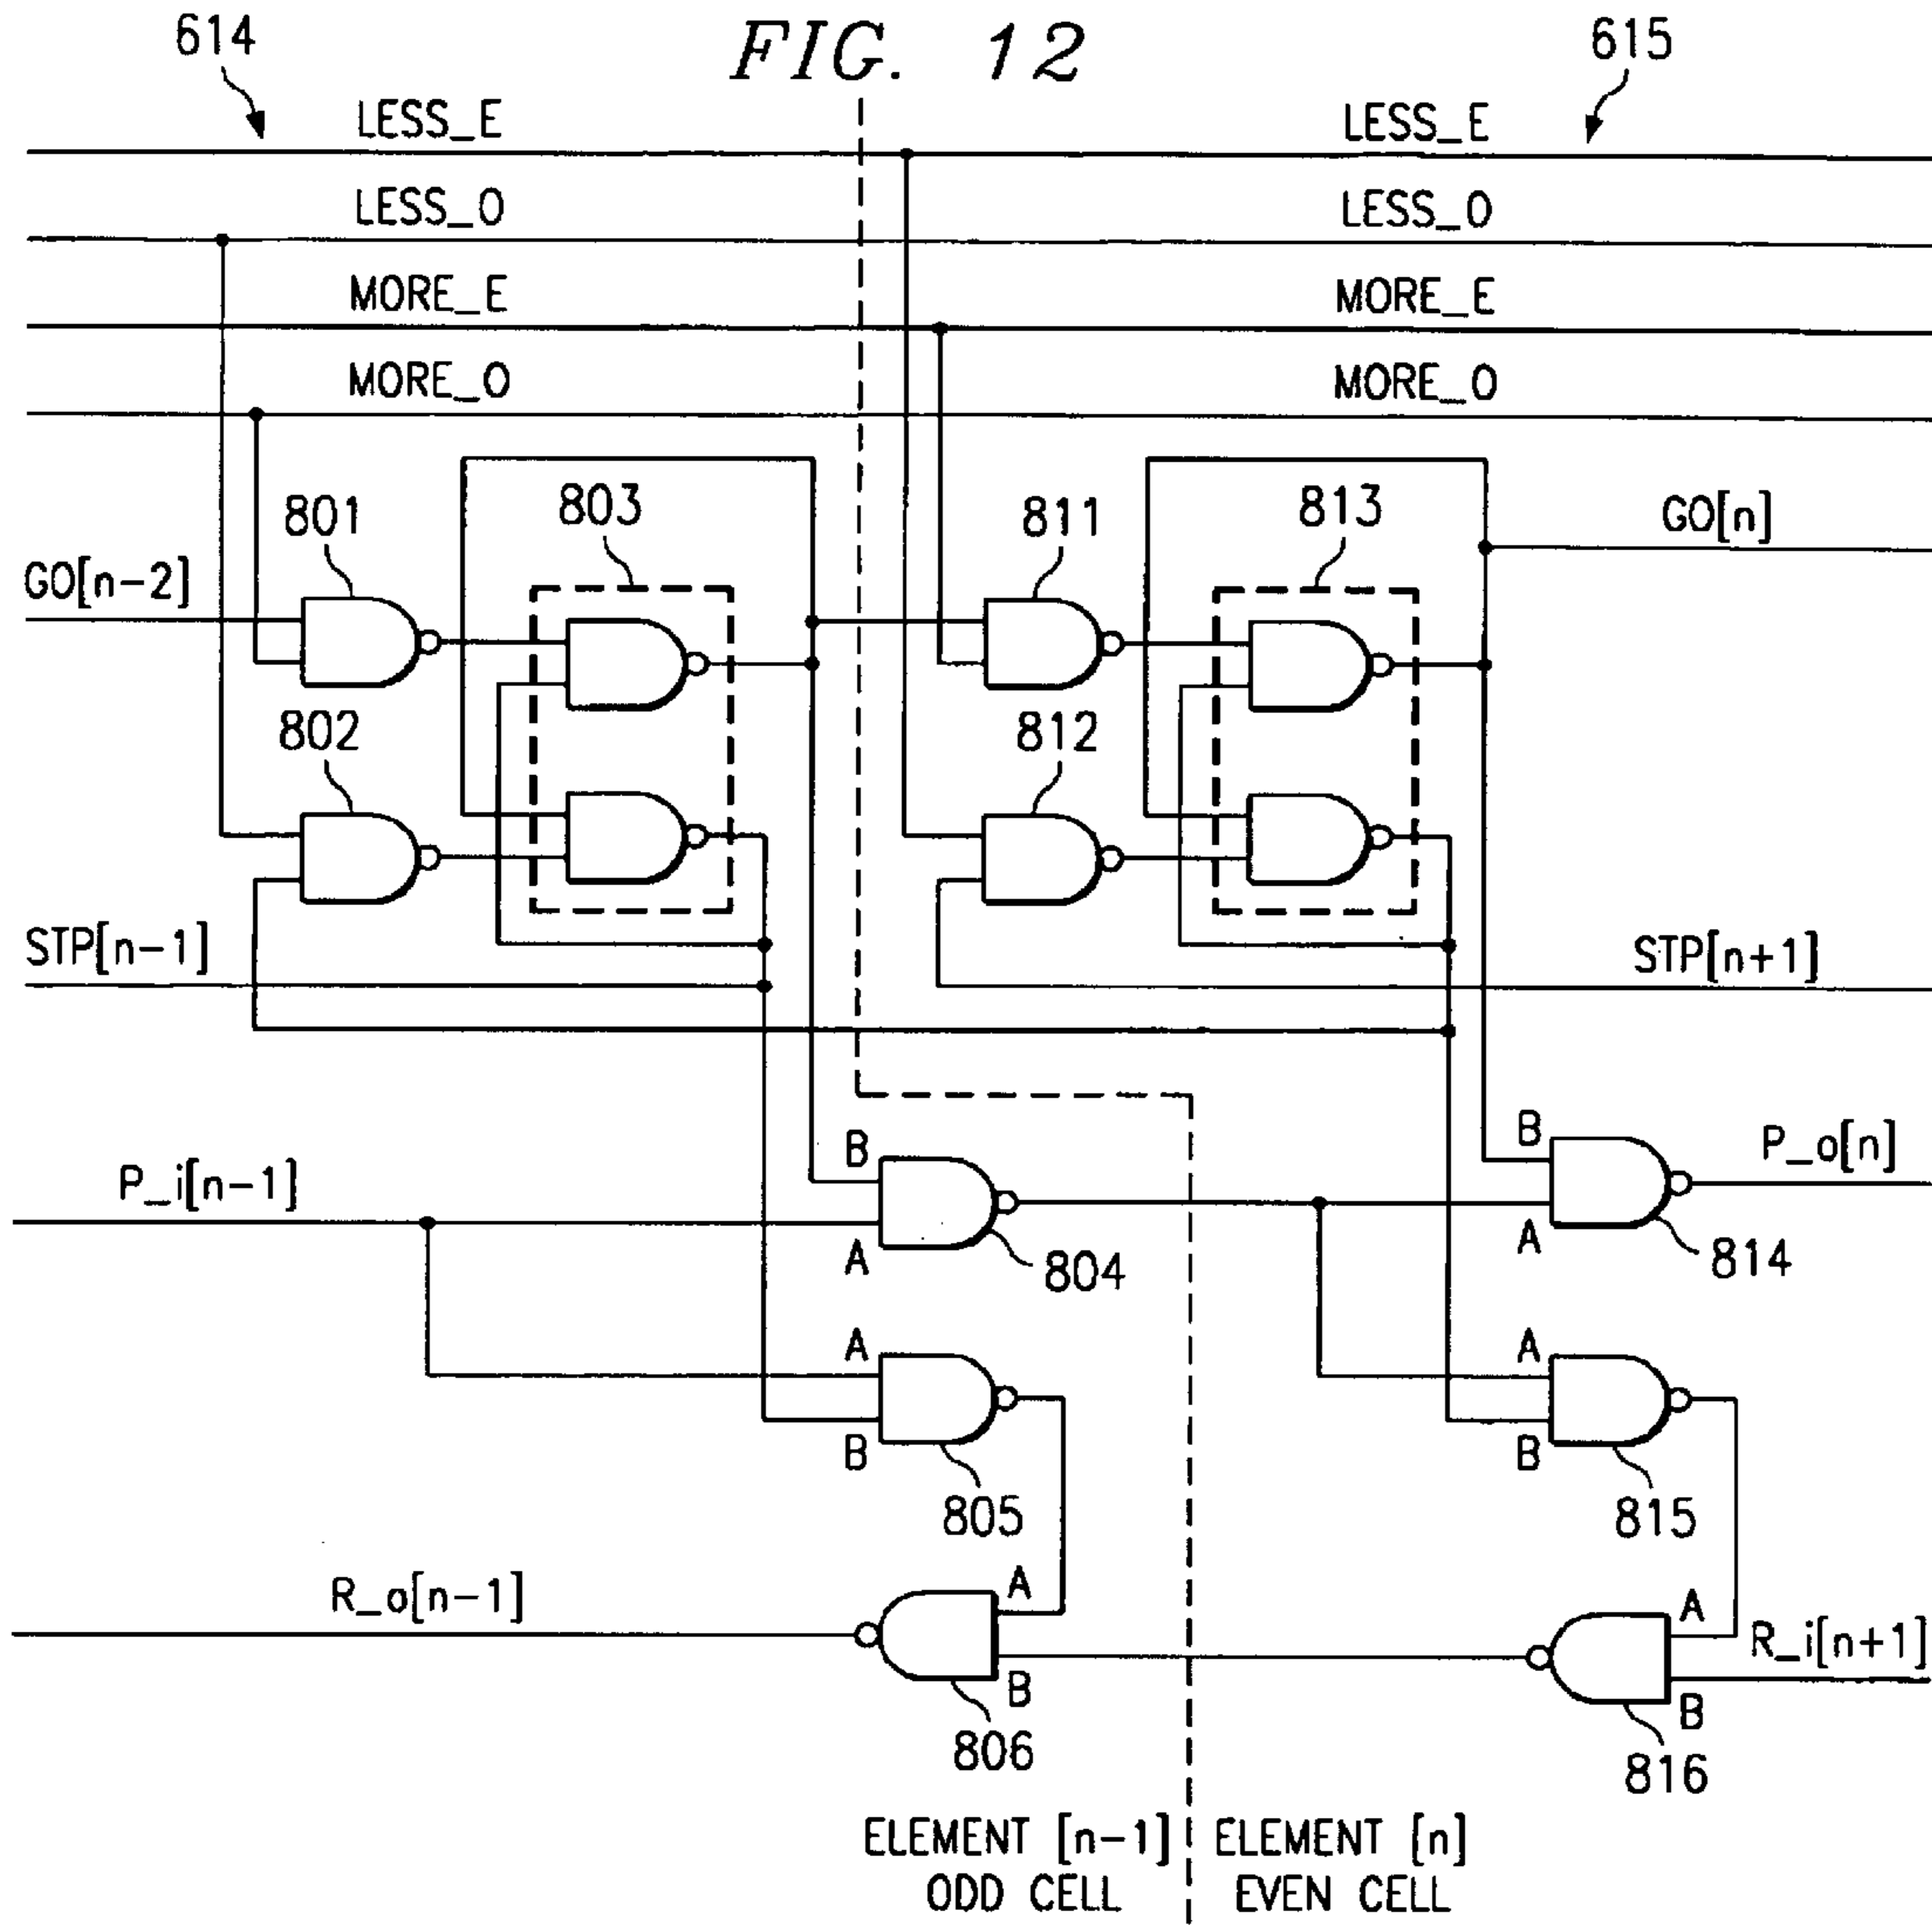 614
FIG. 12
615
LESS_E
LESS_E
LESS_O
LESS_O
MORE_E
MORE_E
MORE_O
MORE_O
801
803
811
813
GO[n]
GO[n-2]
802
812
STP[n-1]
STP[n+1]
B
P_o[n]
B
P_i[n-1]
A
804
A
814
A
A
B
B
805
815
A
A
R_o[n-1]
R_i[n+1]
B
B
806
816
ELEMENT [n-1]
ELEMENT [n]
ODD CELL
EVEN CELL